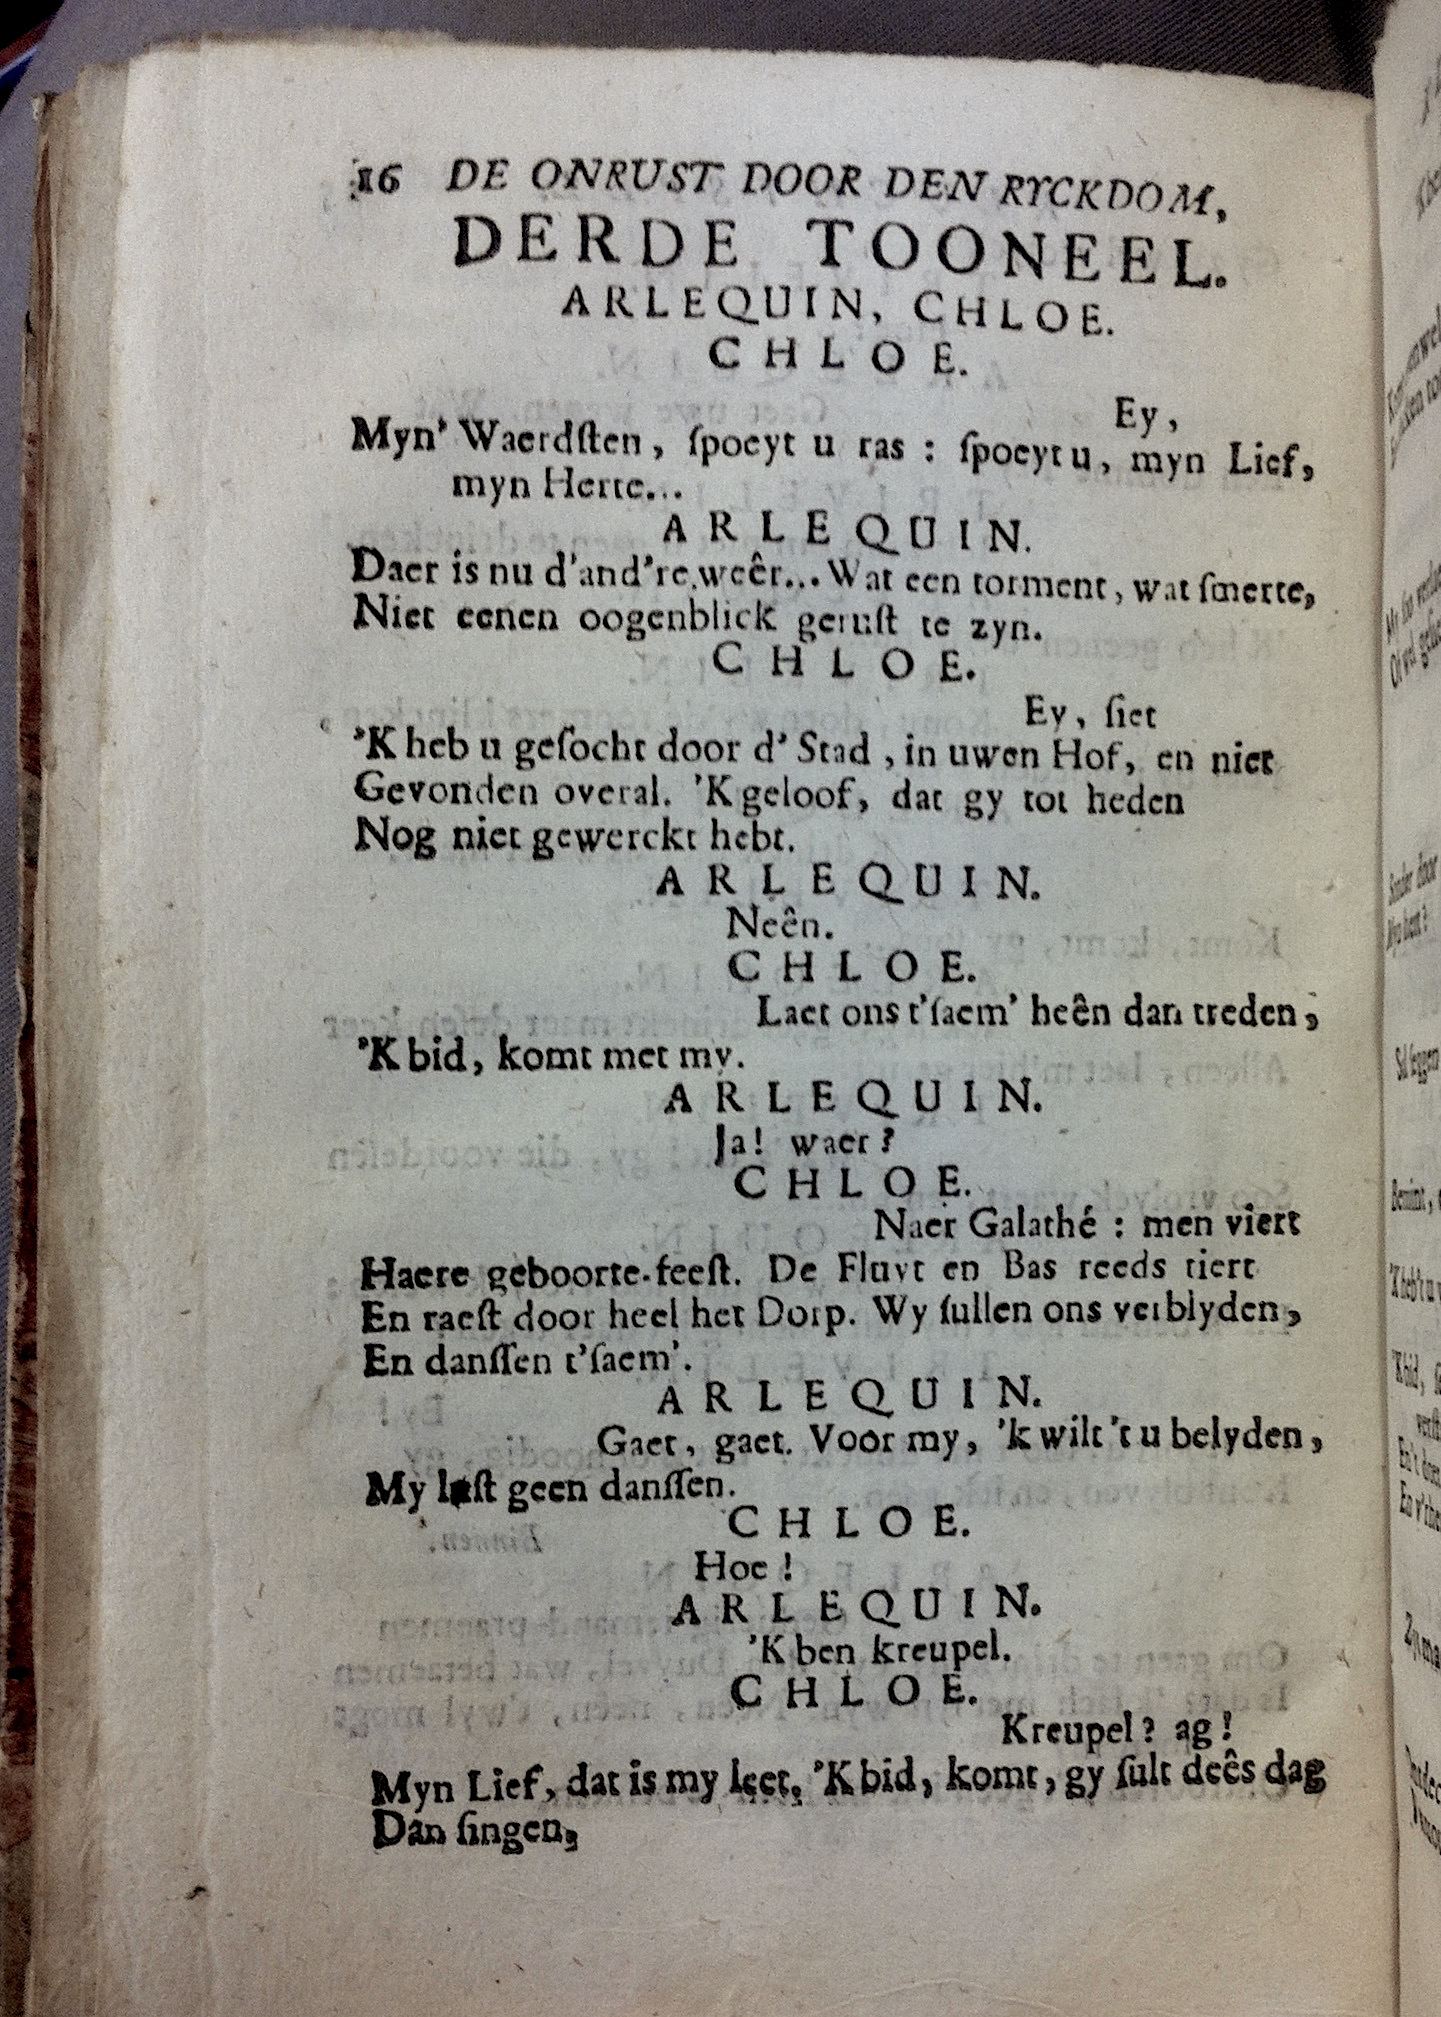 16 DE ONRUST DOOR DEN RYCKDOM,
DERDE TOONEEL.
ARLEQUIN, CHLOE.
CHLOE.
Ey,
Myn' Waerdſten, ſpoeyt u ras : ſpoeyt u, myn Lief,
myn Herte...
ARLEQUIN.
Daer is nu d'and're weêr... Wat een torment, wat ſmerte,
Niet eenen oogenblick geruſt te zyn.
CHLOE.
Ey, ſiet
'K heb u geſocht door d' Stad, in uwen Hof, en niet
Gevonden overal. 'K geloof, dat gy tot heden
Nog niet gewerckt hebt.
ARLEQUIN.
Neên.
CHLOE.
Laet ons t'ſaem' heên dan treden,
'K bid, komt met my.
ARLEQUIN.
Ja! waer?
CHLOE.
Naer Galathé : men viert
Haere geboorte-feeſt. De Fluyt en Bas reeds tiert
En raeſt door heel het Dorp. Wy ſullen ons verblyden,
En danſſen t'ſaem'.
ARLEQUIN.
Gaet, gaet. Voor my, 'k wilt 't u belyden,
My luſt geen danſſen.
CHLOE.
Hoe!
ARLEQUIN.
'K ben kreupel.
CHLOE.
Kreupel? ag!
Myn Lief, dat is my leet. 'K bid, komt, gy ſult deês dag
Dan ſingen,